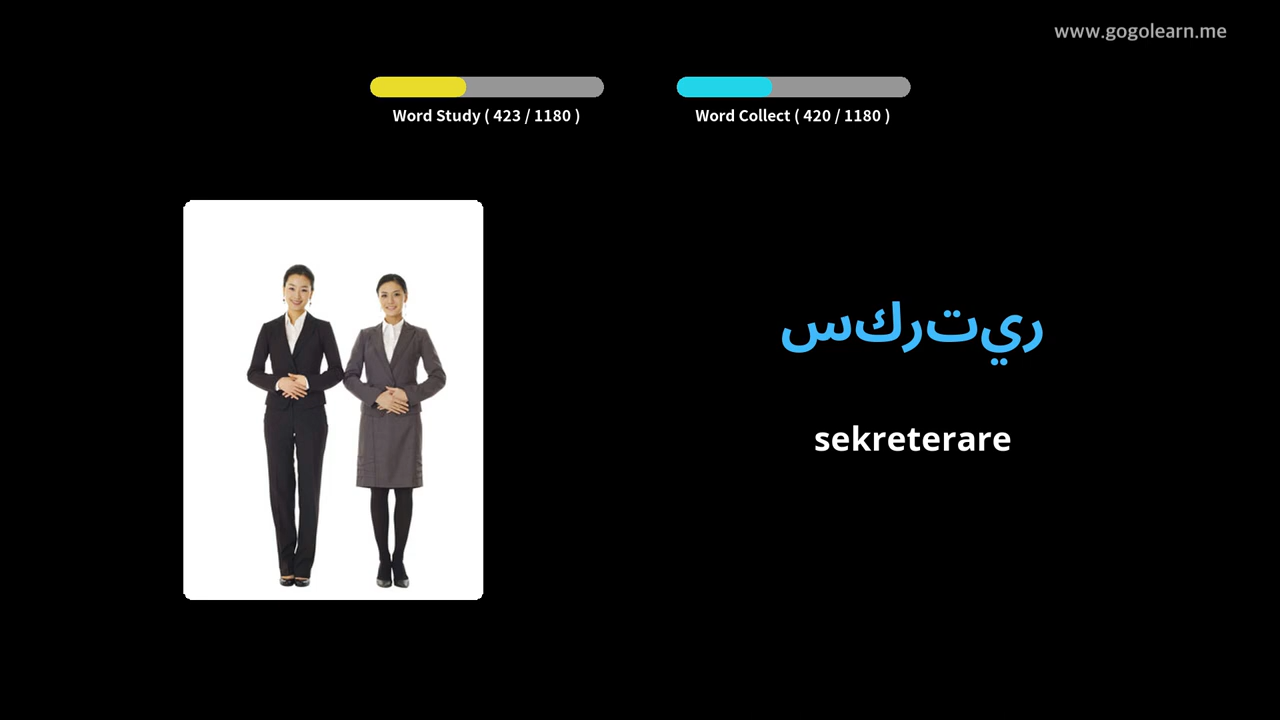 www.gogolearn.me
Word Study ( 423 / 1180 )
Word Collect ( 420 / 1180 )
سكرتير
sekreterare